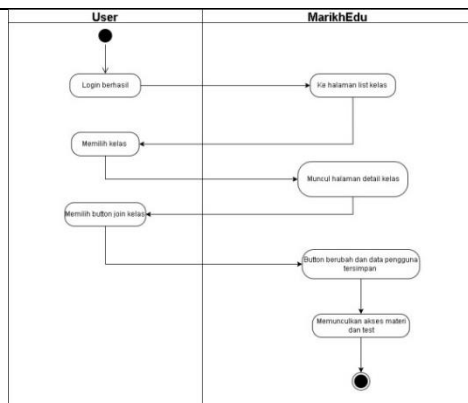 User
MarikhEdu
Login berhasil
Ke halaman list kelas
Memilih kelas
Muncul halaman detail kelas
Memilih button join kelas
Button berubah dan data pengguna
tersimpan
Memunculkan akses materi
dan test